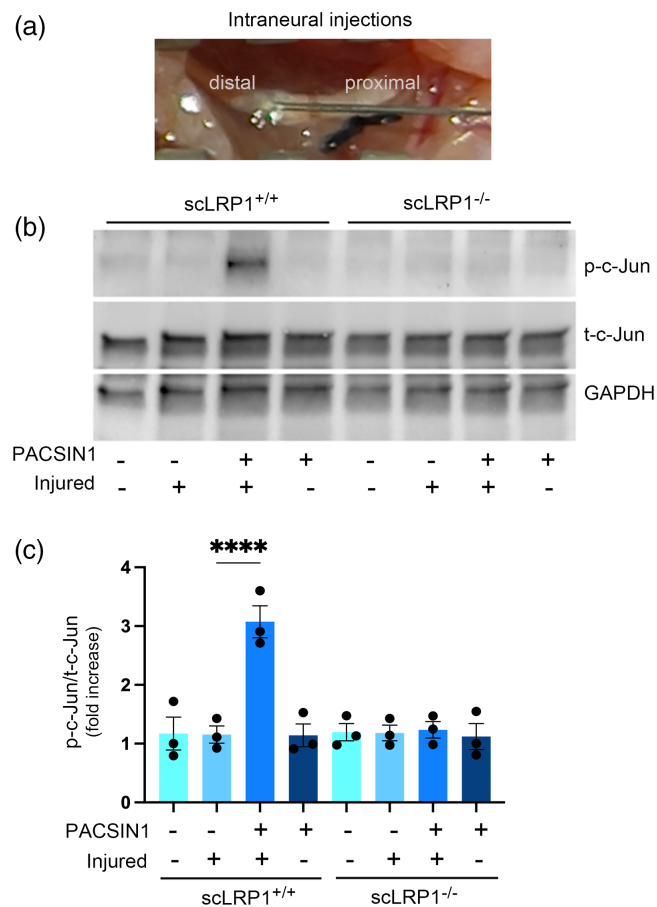 (a)
Intraneural injections
distal proximal
scLRP1+/+ scLRP1-/-
(b)
p-c-Jun
t-c-Jun
GAPDH
PACSIN1 - - + + - - + +
Injured - + + - - + + -
(c)
****
p-c-Jun/t-c-Jun
(fold increase)
4
3
2
1
0
PACSIN1 - - + + - - + +
Injured - + + - - + + -
scLRP1+/+ scLRP1-/-